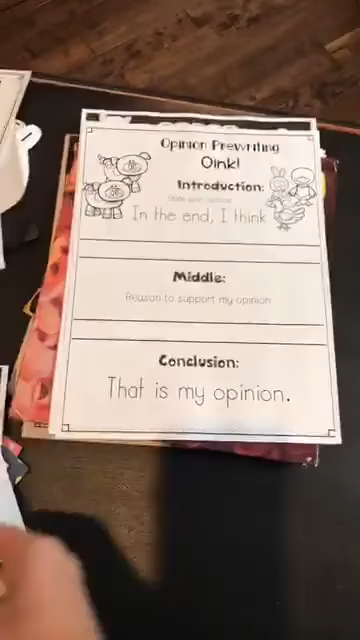 Opinion Prewriting
Oink!
Introduction:
In the end, I think
Middle:
Reason to support my opinion
Conclusion:
That is my opinion.